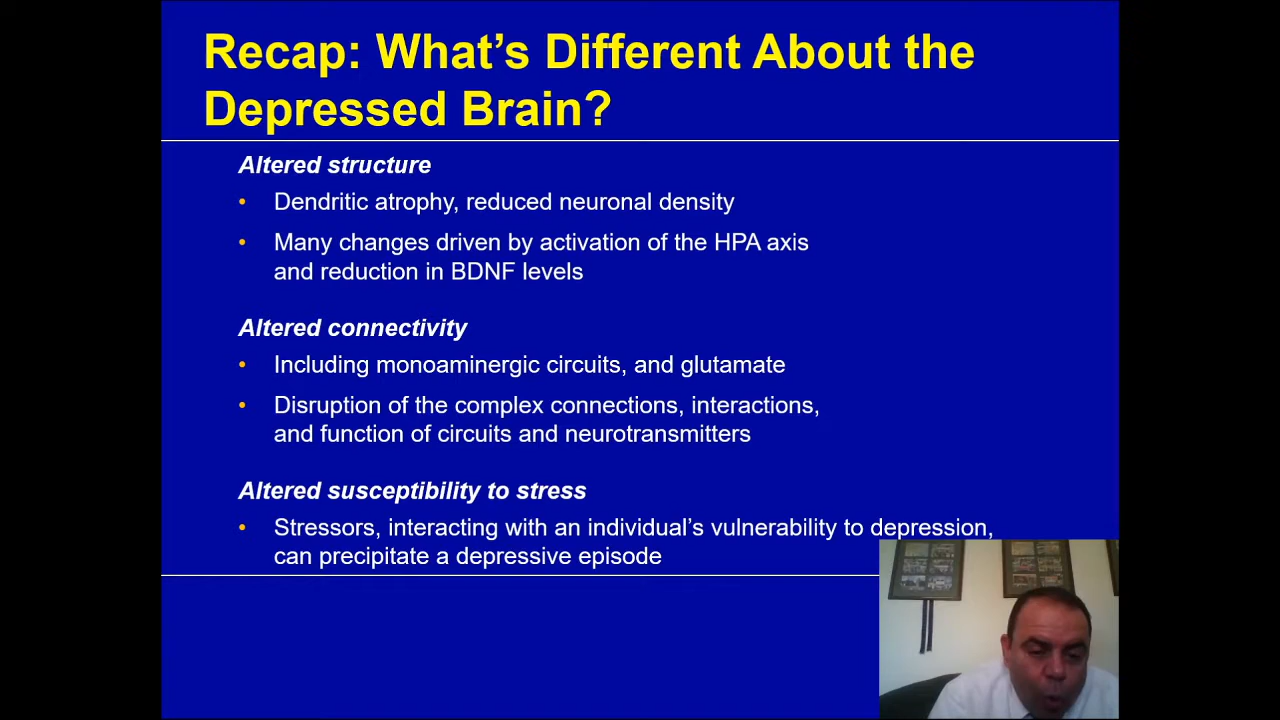 Recap: What’s Different About the
Depressed Brain?
Altered structure
• Dendritic atrophy, reduced neuronal density
• Many changes driven by activation of the HPA axis
and reduction in BDNF levels
Altered connectivity
• Including monoaminergic circuits, and glutamate
• Disruption of the complex connections, interactions,
and function of circuits and neurotransmitters
Altered susceptibility to stress
• Stressors, interacting with an individual’s vulnerability to depression,
can precipitate a depressive episode